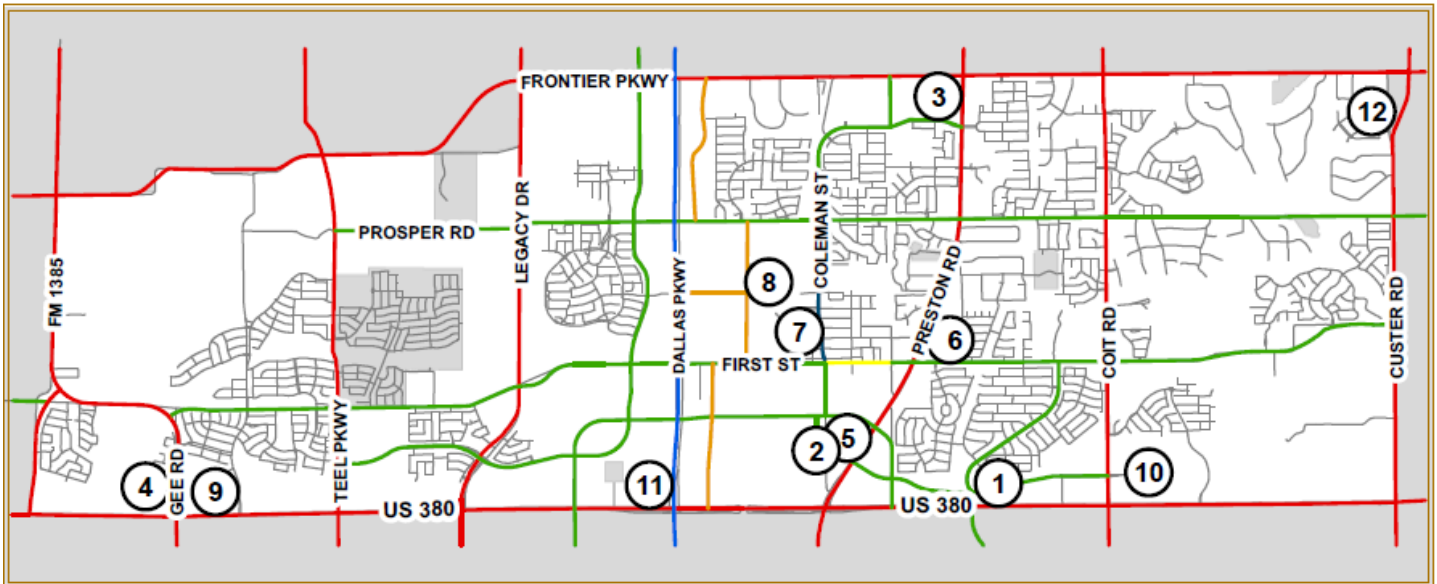 FRONTIER PKWY
3
12
LEGACY DR
COLEMAN ST
PROSPER RD
FM 1385
DALLAS PKWY
8
PRESTON RD
7
6
COIT RD
CUSTER RD
FIRST ST
TEEL PKWY
2
5
4
GEE RD
9
11
1
10
US 380
US 380